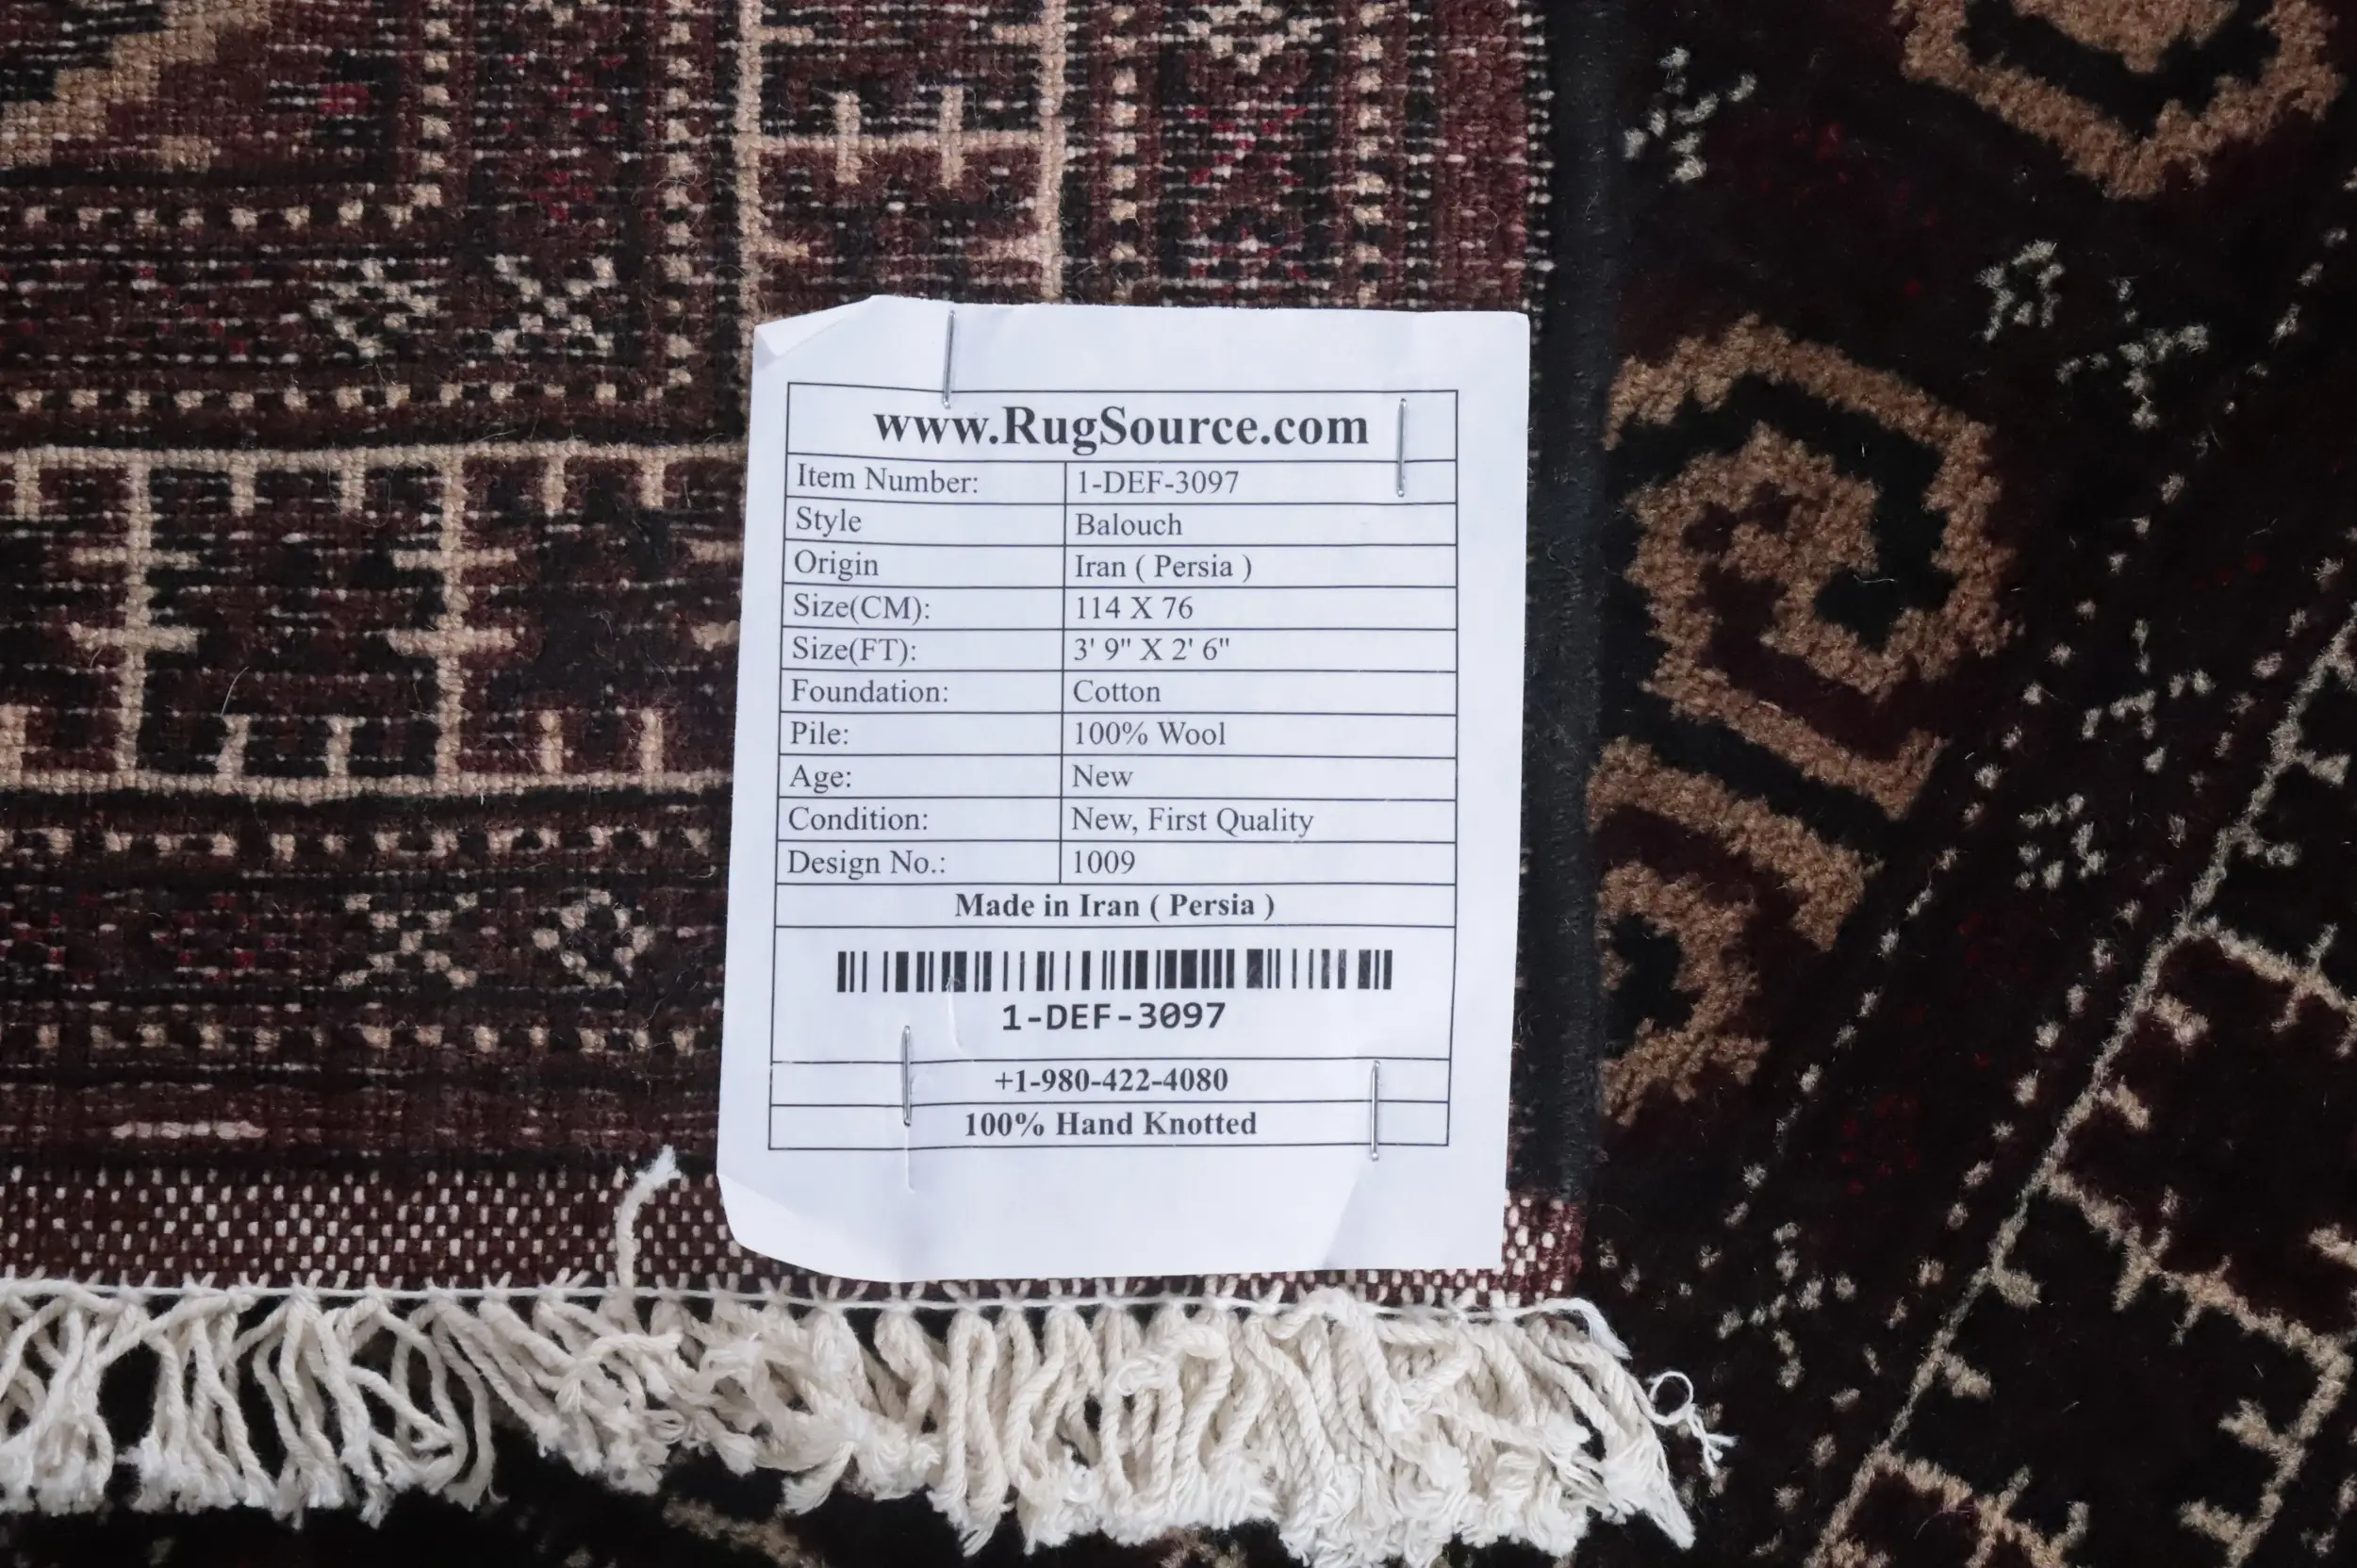 www.RugSource.com
Item Number: 1-DEF-3097
Style Balouch
Origin Iran ( Persia )
Size(CM): 114 X 76
Size(FT): 3' 9" X 2' 6"
Foundation: Cotton
Pile: 100% Wool
Age: New
Condition: New, First Quality
Design No.: 1009
Made in Iran ( Persia )
1-DEF-3097
+1-980-422-4080
100% Hand Knotted